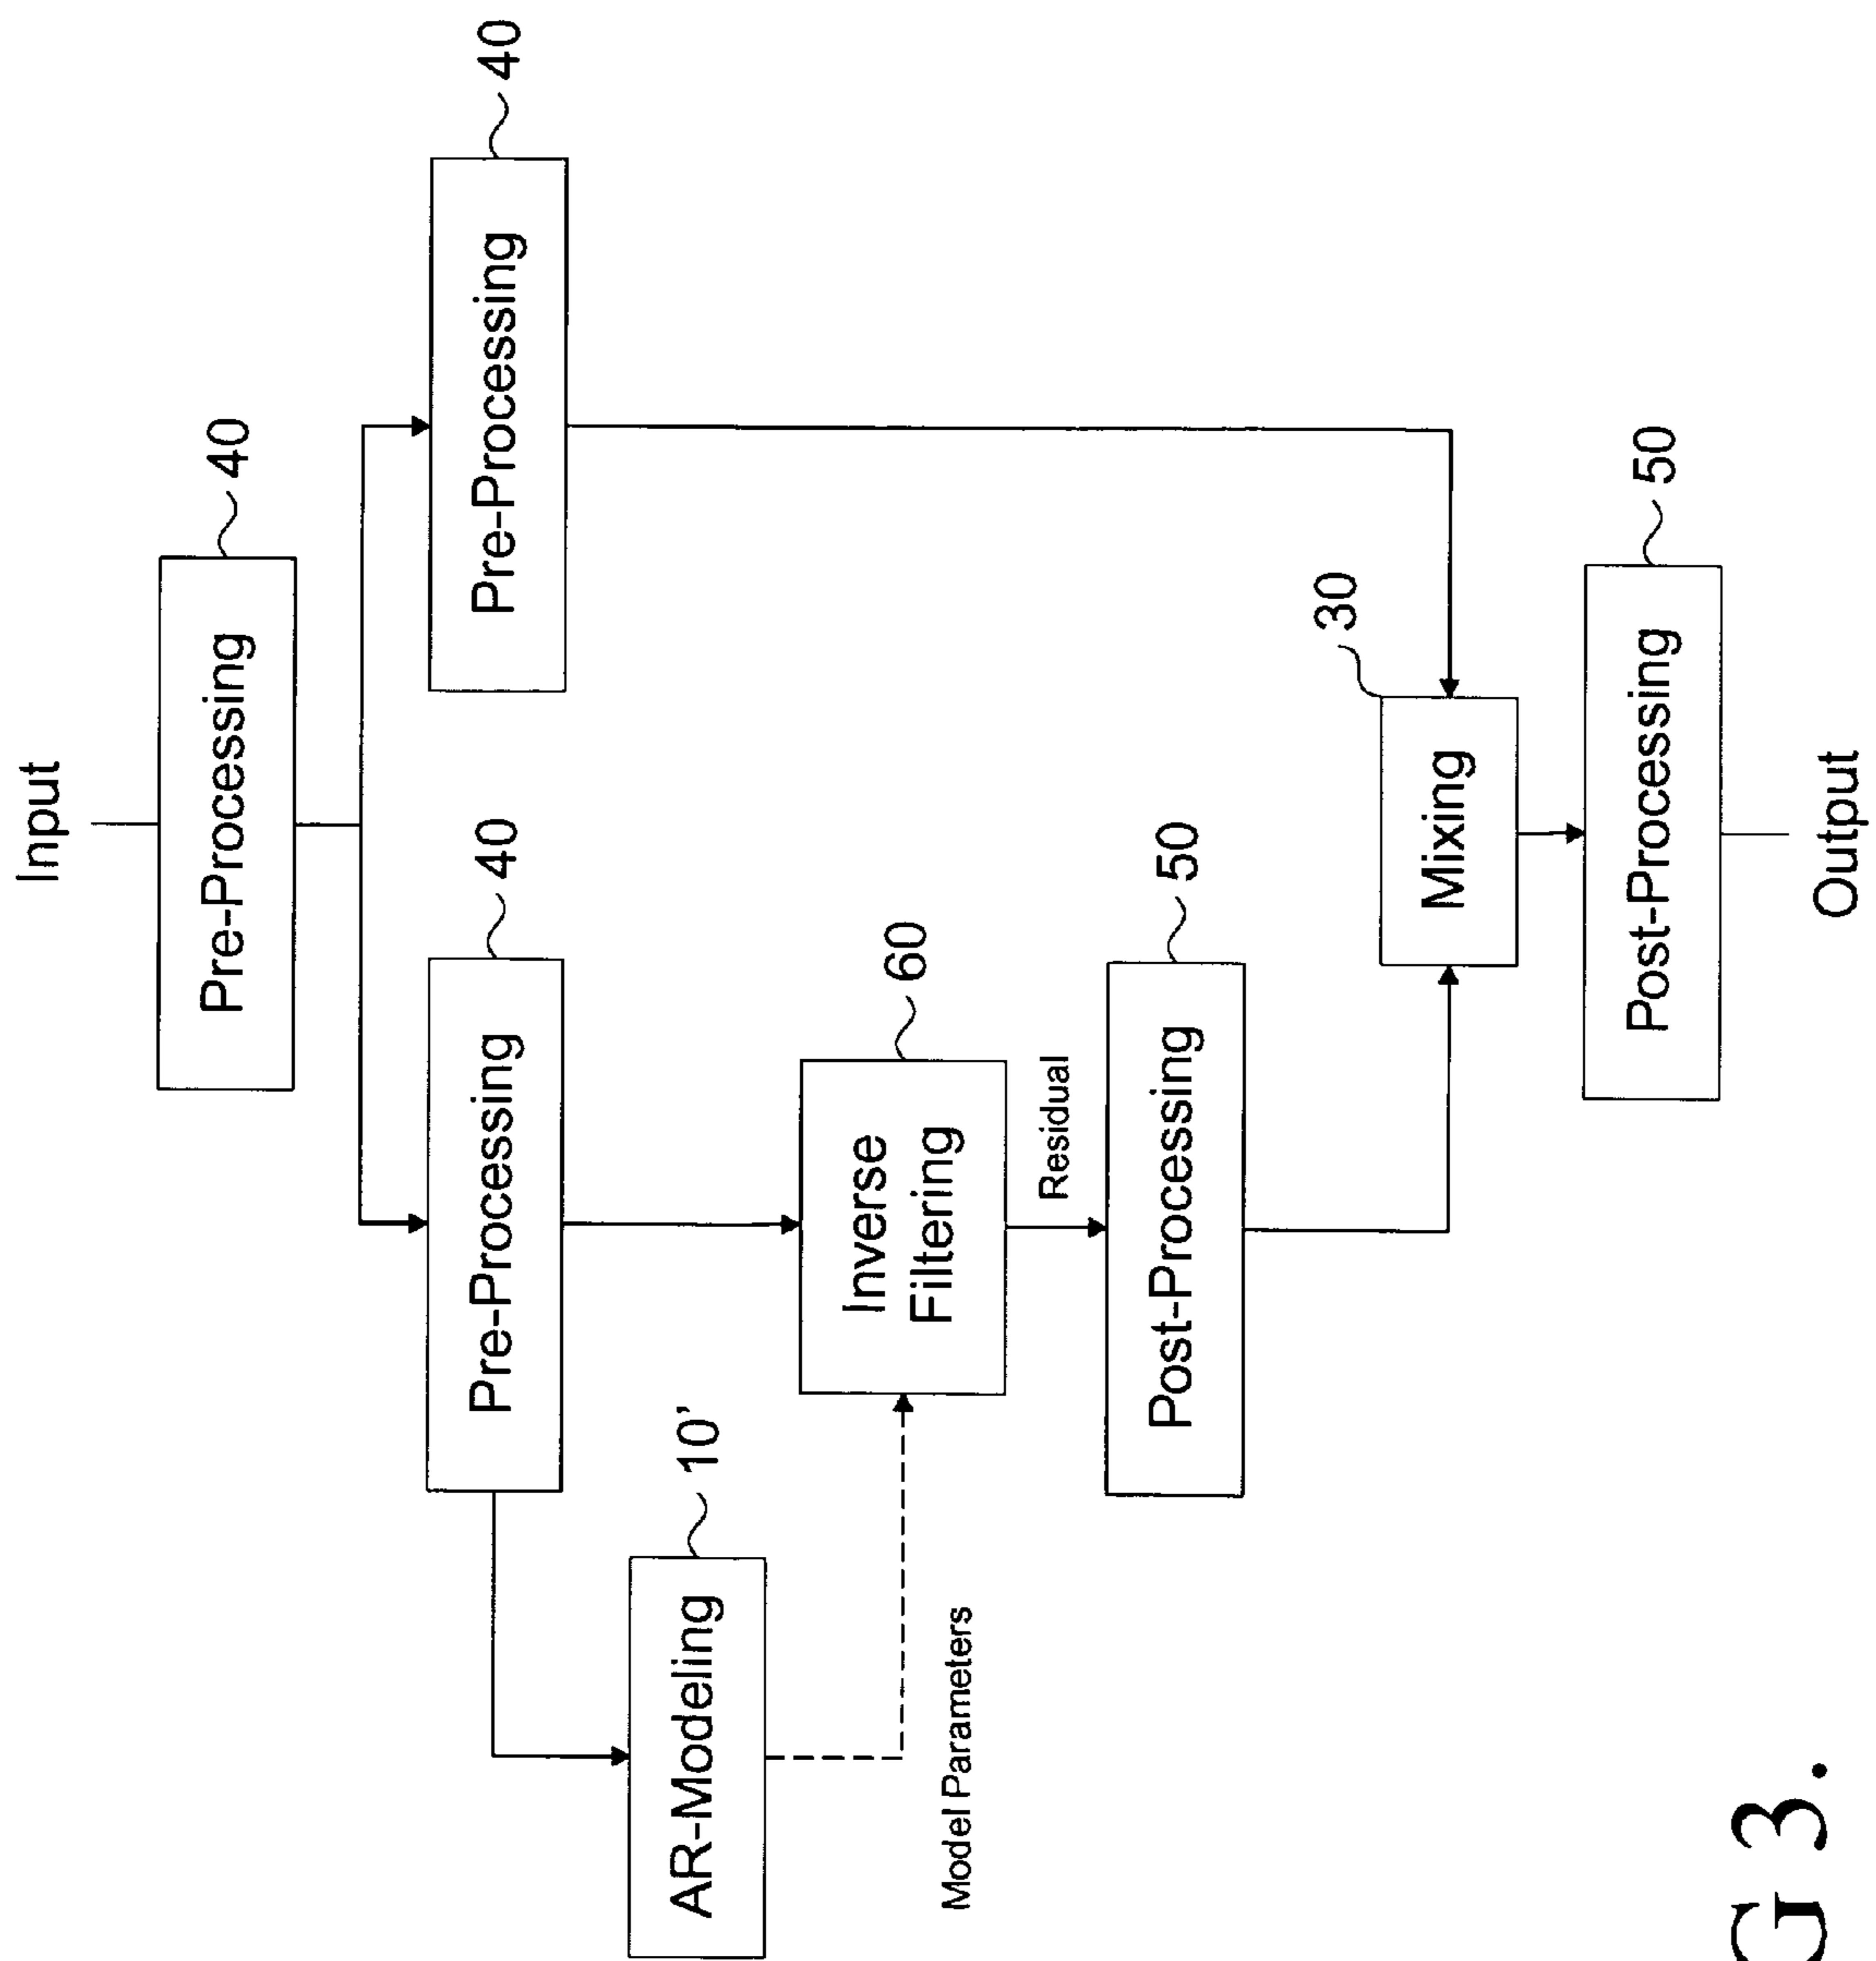 Input
Pre-Processing
40
Pre-Processing
40
Pre-Processing
40
AR-Modeling
10'
Model Parameters
Inverse
Filtering
60
Residual
Post-Processing
50
Mixing
30
Post-Processing
50
Output
G 3.